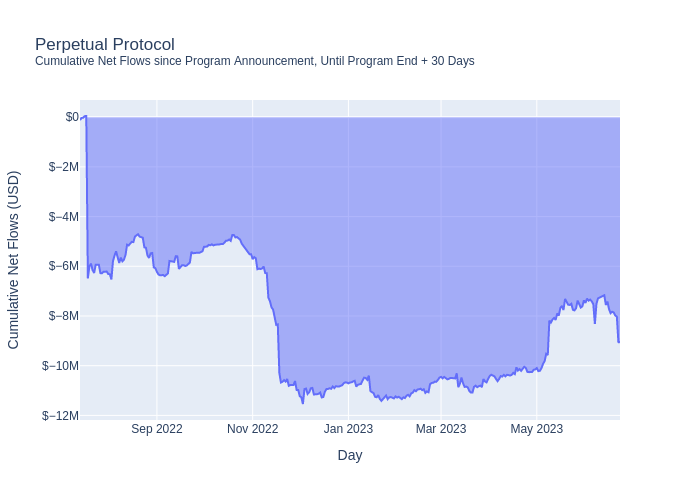 Perpetual Protocol
Cumulative Net Flows since Program Announcement, Until Program End + 30 Days
Cumulative Net Flows (USD)
$0
$−2M
$−4M
$−6M
$−8M
$−10M
$−12M
Sep 2022
Nov 2022
Jan 2023
Mar 2023
May 2023
Day